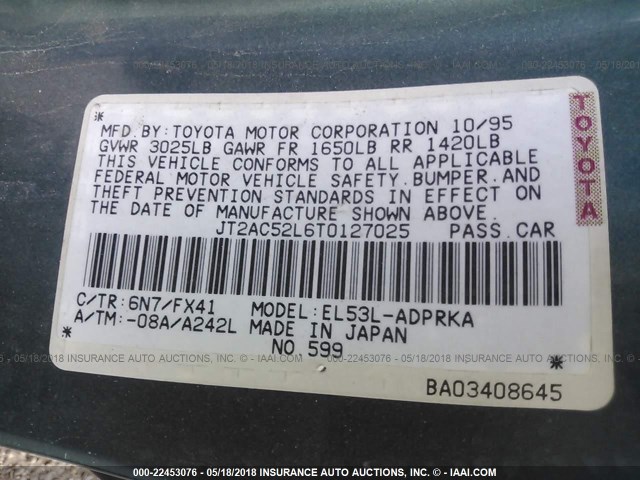 MFD.BY:TOYOTA MOTOR CORPORATION 10/95
GVWR 3025LB GAWR FR 1650LB RR 1420LB
THIS VEHICLE CONFORMS TO ALL APPLICABLE
FEDERAL MOTOR VEHICLE SAFETY.BUMPER.AND
THEFT PREVENTION STANDARDS IN EFFECT ON
THE DATE OF MANUFACTURE SHOWN ABOVE.
JT2AC52L6T0127025 PASS.CAR
TOYOTA
C/TR:6N7/FX41 MODEL:EL53L-ADPRKA
A/TM:-08A/A242L MADE IN JAPAN
NO 599
BA03408645
000-22453076 - 05/18/2018 INSURANCE AUTO AUCTIONS - WWW.IAAI.COM